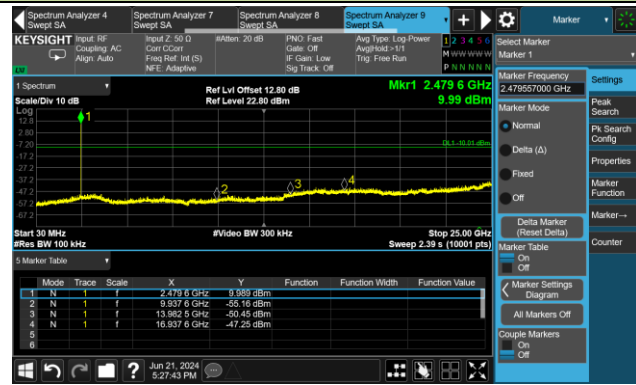 Spectrum Analyzer 4 Swept SA
Spectrum Analyzer 7 Swept SA
Spectrum Analyzer 8 Swept SA
Spectrum Analyzer 9 Swept SA
Marker
KEYSIGHT Input: RF
Coupling: AC
Align: Auto
Input Z: 50 Ω
Corr CCorr
Freq Ref: Int (S)
NFE: Adaptive
#Atten: 20 dB
PNO: Fast
Gate: Off
IF Gain: Low
Sig Track: Off
Avg Type: Log-Power
Avg|Hold:>1/1
Trig: Free Run
1 2 3 4 5 6
M W W W W W
P N N N N N
LXI
Select Marker
Marker 1
1 Spectrum
Scale/Div 10 dB
Ref Lvl Offset 12.80 dB
Ref Level 22.80 dBm
Mkr1 2.479 6 GHz
9.99 dBm
Log
12.8
2.80
-7.20
-17.2
-27.2
-37.2
-47.2
-57.2
-67.2
1
2
3
4
DL1 -10.01 dBm
Start 30 MHz
#Res BW 100 kHz
#Video BW 300 kHz
Stop 25.00 GHz
Sweep 2.39 s (10001 pts)
5 Marker Table
Mode Trace Scale X Y Function Function Width Function Value
1 N 1 f 2.479 6 GHz 9.989 dBm
2 N 1 f 9.937 6 GHz -55.16 dBm
3 N 1 f 13.982 5 GHz -50.45 dBm
4 N 1 f 16.937 6 GHz -47.25 dBm
5
6
Marker Frequency
2.479557000 GHz
Marker Mode
Normal
Delta (Δ)
Fixed
Off
Delta Marker
(Reset Delta)
Marker Table
On
Off
Marker Settings
Diagram
All Markers Off
Couple Markers
On
Off
Settings
Peak
Search
Pk Search
Config
Properties
Marker
Function
Marker→
Counter
Jun 21, 2024
5:27:43 PM